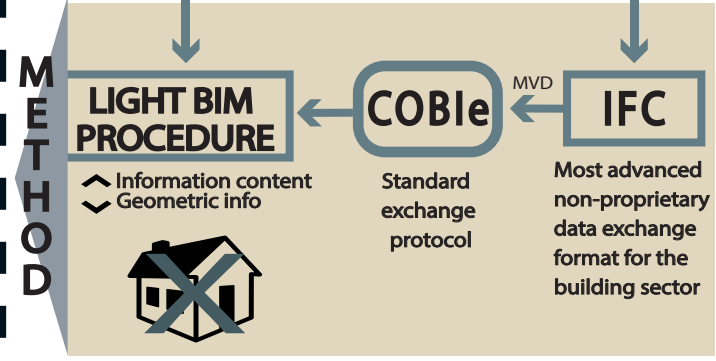 METHOD
LIGHT BIM
PROCEDURE
Information content
Geometric info
COBIe
Standard
exchange
protocol
MVD
IFC
Most advanced
non-proprietary
data exchange
format for the
building sector